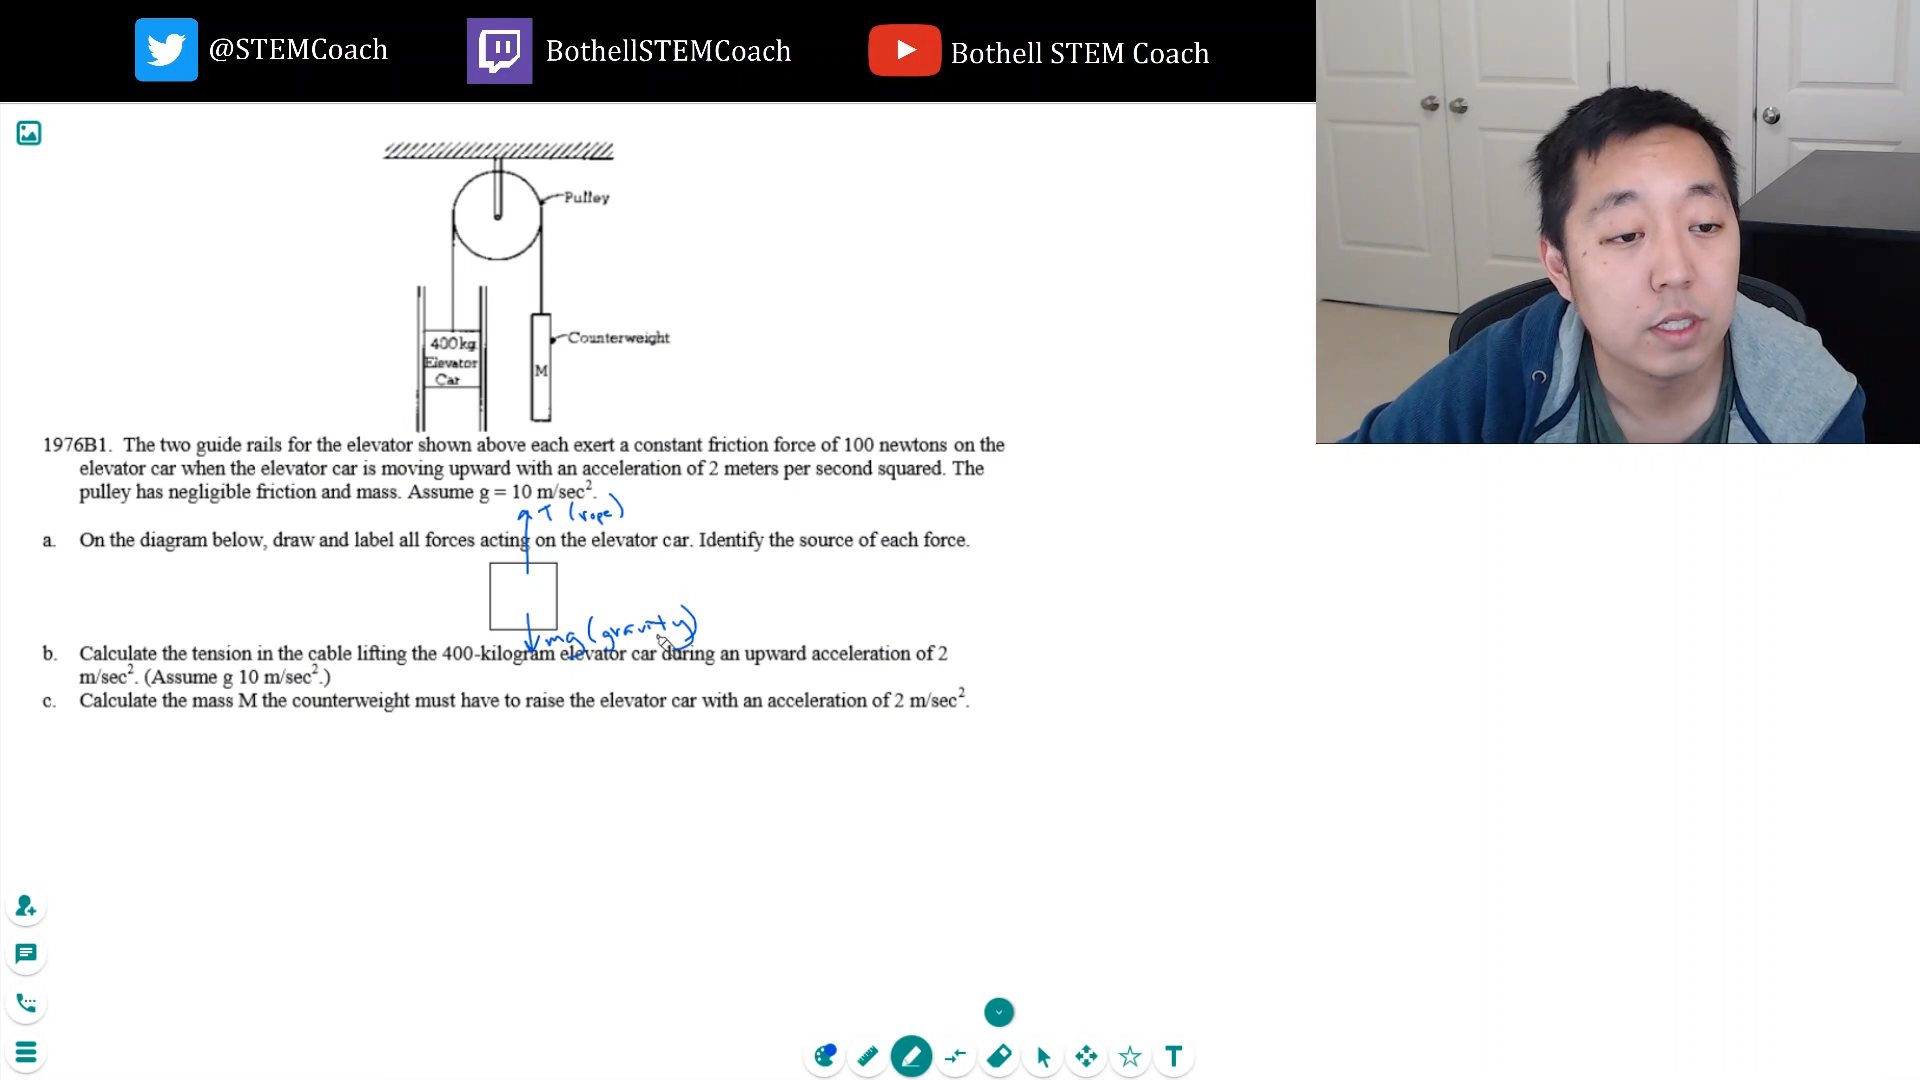 @STEMCoach
BothellSTEMCoach
Bothell STEM Coach
Pulley
400kg
Elevator
Car
Counterweight
M
1976B1. The two guide rails for the elevator shown above each exert a constant friction force of 100 newtons on the
elevator car when the elevator car is moving upward with an acceleration of 2 meters per second squared. The
pulley has negligible friction and mass. Assume g = 10 m/sec².
T (rope)
a. On the diagram below, draw and label all forces acting on the elevator car. Identify the source of each force.
mg (gravity)
b. Calculate the tension in the cable lifting the 400-kilogram elevator car during an upward acceleration of 2
m/sec². (Assume g 10 m/sec².)
c. Calculate the mass M the counterweight must have to raise the elevator car with an acceleration of 2 m/sec².
T